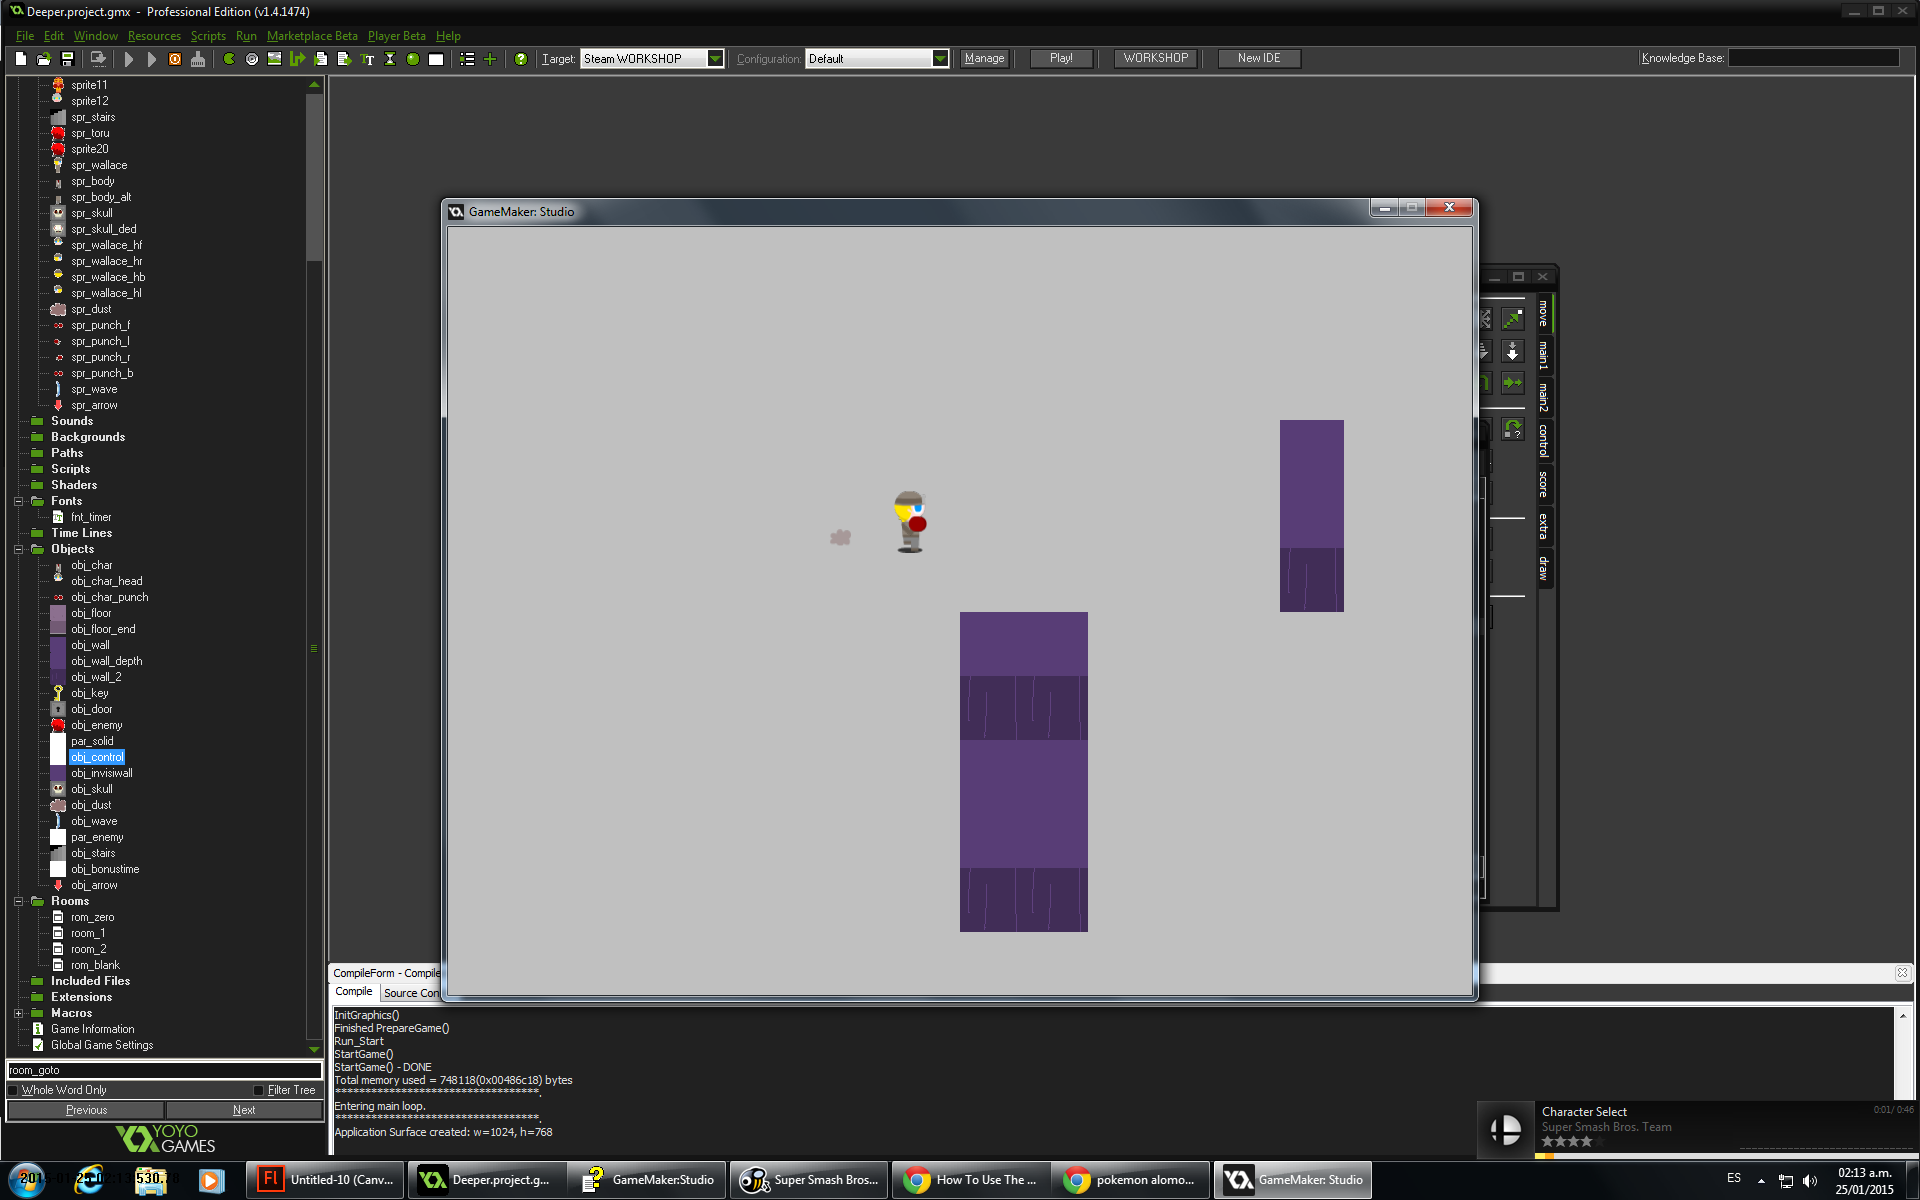 Deeper.project.gmx - Professional Edition (v1.4.1474)
File Edit Window Resources Scripts Run Marketplace Beta Player Beta Help
Target: Steam WORKSHOP Configuration: Default Manage Play! WORKSHOP New IDE Knowledge Base:
sprite11
sprite12
spr_stairs
spr_toru
sprite20
spr_wallace
spr_body
spr_body_alt
spr_skull
spr_skull_ded
spr_wallace_hf
spr_wallace_hr
spr_wallace_hb
spr_wallace_hl
spr_dust
spr_punch_f
spr_punch_l
spr_punch_r
spr_punch_b
spr_wave
spr_arrow
Sounds
Backgrounds
Paths
Scripts
Shaders
Fonts
fnt_timer
Time Lines
Objects
obj_char
obj_char_head
obj_char_punch
obj_floor
obj_floor_end
obj_wall
obj_wall_depth
obj_wall_2
obj_key
obj_door
obj_enemy
par_solid
obj_control
obj_invisiwall
obj_skull
obj_dust
obj_wave
par_enemy
obj_stairs
obj_bonustime
obj_arrow
Rooms
rom_zero
room_1
room_2
rom_blank
Included Files
Extensions
Macros
Game Information
Global Game Settings
room_goto
Whole Word Only Filter Tree
Previous Next
YOYO
GAMES
GameMaker: Studio
move
main1
main2
control
score
extra
draw
CompileForm - Compile
Compile Source Con
InitGraphics()
Finished PrepareGame()
Run_Start
StartGame()
StartGame() - DONE
Total memory used = 748118(0x00486c18) bytes
**********************************.
Entering main loop.
**********************************.
Application Surface created: w=1024, h=768
Character Select 0:01/ 0:46
Super Smash Bros. Team
Untitled-10 (Canv... Deeper.project.g... GameMaker:Studio Super Smash Bros... How To Use The ... pokemon alomo... GameMaker: Studio ES
02:13 a.m.
25/01/2015